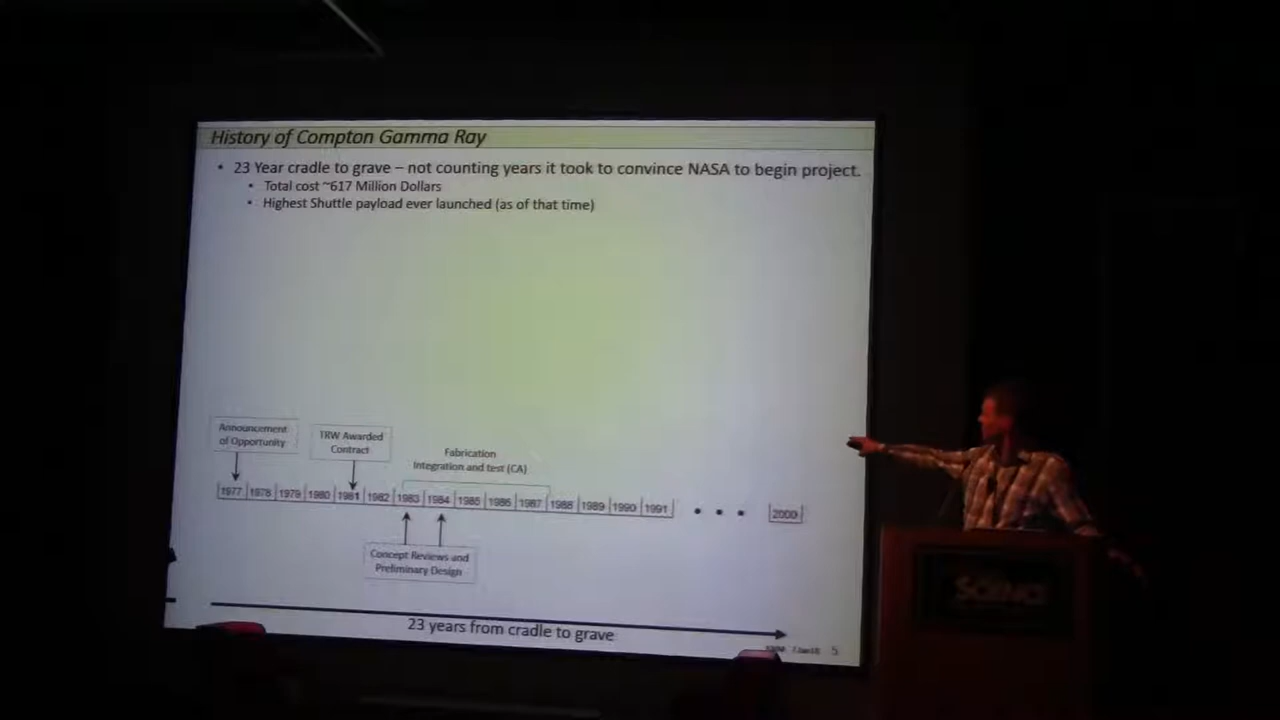 History of Compton Gamma Ray
• 23 Year cradle to grave – not counting years it took to convince NASA to begin project.
• Total cost ~617 Million Dollars
• Highest Shuttle payload ever launched (as of that time)
Announcement
of Opportunity
TRW Awarded
Contract
Fabrication
Integration and test (CA)
1977 1978 1979 1980 1981 1982 1983 1984 1985 1986 1987 1988 1989 1990 1991 • • • 2000
Concept Reviews and
Preliminary Design
23 years from cradle to grave
5
SCIENCE